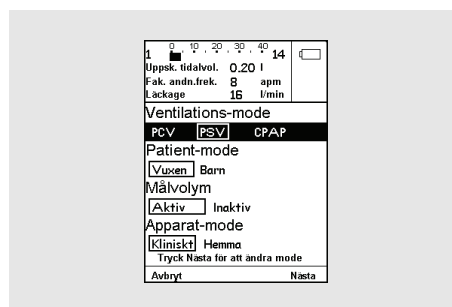 0 10 20 30 40
1 14
Uppsk. tidalvol. 0.20 l
Fak. andn.frek. 8 apm
Läckage 16 l/min
Ventilations-mode
PCV PSV CPAP
Patient-mode
Vuxen Barn
Målvolym
Aktiv Inaktiv
Apparat-mode
Kliniskt Hemma
Tryck Nästa för att ändra mode
Avbryt Nästa